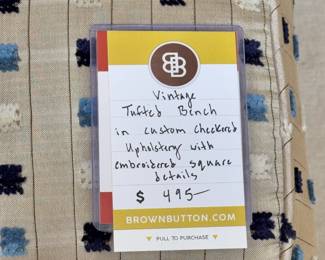 BB
Vintage
Tufted Bench
in custom checkered
Upholstery with
embroidered square
details
$ 495
BROWNBUTTON.COM
PULL TO PURCHASE